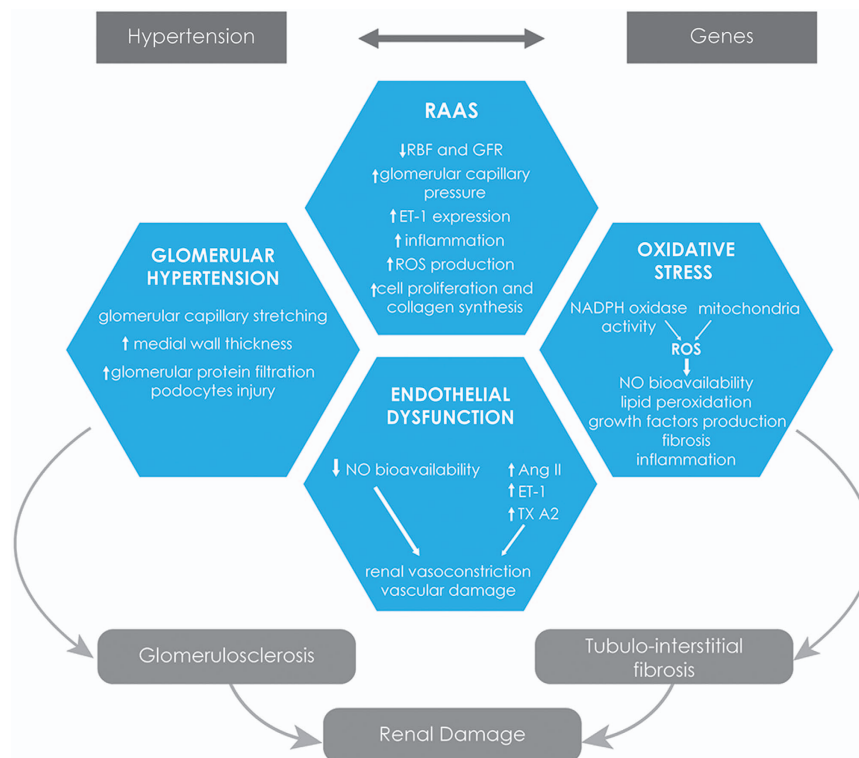 Hypertension
Genes
RAAS
↓RBF and GFR
↑glomerular capillary
pressure
↑ET-1 expression
↑inflammation
↑ROS production
↑cell proliferation and
collagen synthesis
GLOMERULAR
HYPERTENSION
glomerular capillary stretching
↑ medial wall thickness
↑glomerular protein filtration
podocytes injury
OXIDATIVE
STRESS
NADPH oxidase
activity
mitochondria
ROS
NO bioavailability
lipid peroxidation
growth factors production
fibrosis
inflammation
ENDOTHELIAL
DYSFUNCTION
↓ NO bioavailability
↑ Ang II
↑ ET-1
↑ TX A2
renal vasoconstriction
vascular damage
Glomerulosclerosis
Tubulo-interstitial
fibrosis
Renal Damage